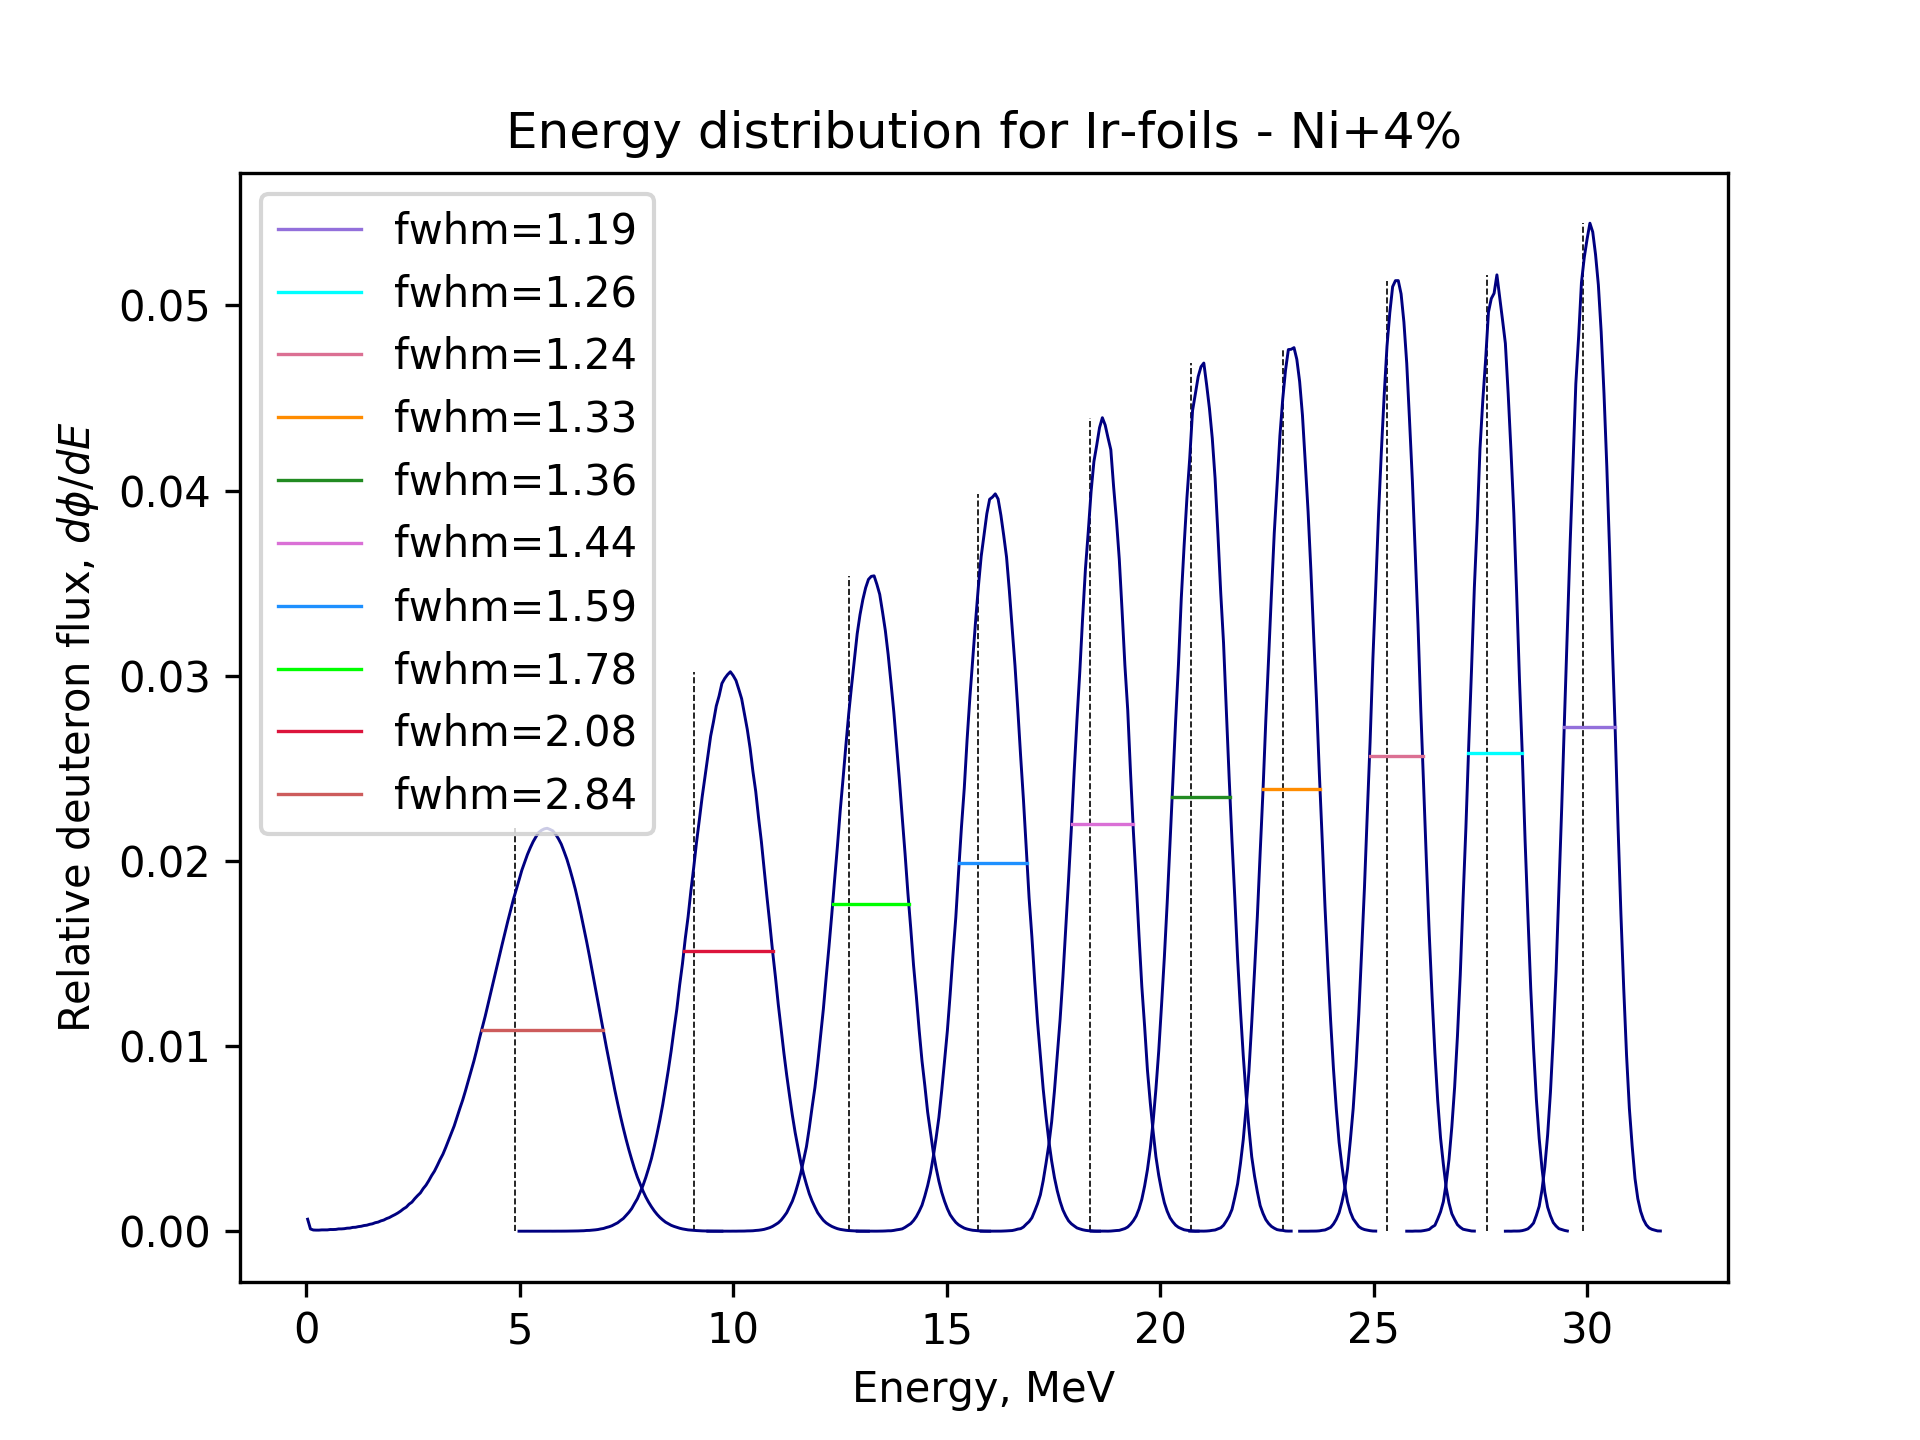 Energy distribution for Ir-foils - Ni+4%
fwhm=1.19
fwhm=1.26
fwhm=1.24
fwhm=1.33
fwhm=1.36
fwhm=1.44
fwhm=1.59
fwhm=1.78
fwhm=2.08
fwhm=2.84
Relative deuteron flux, dϕ/dE
0.05
0.04
0.03
0.02
0.01
0.00
0 5 10 15 20 25 30
Energy, MeV